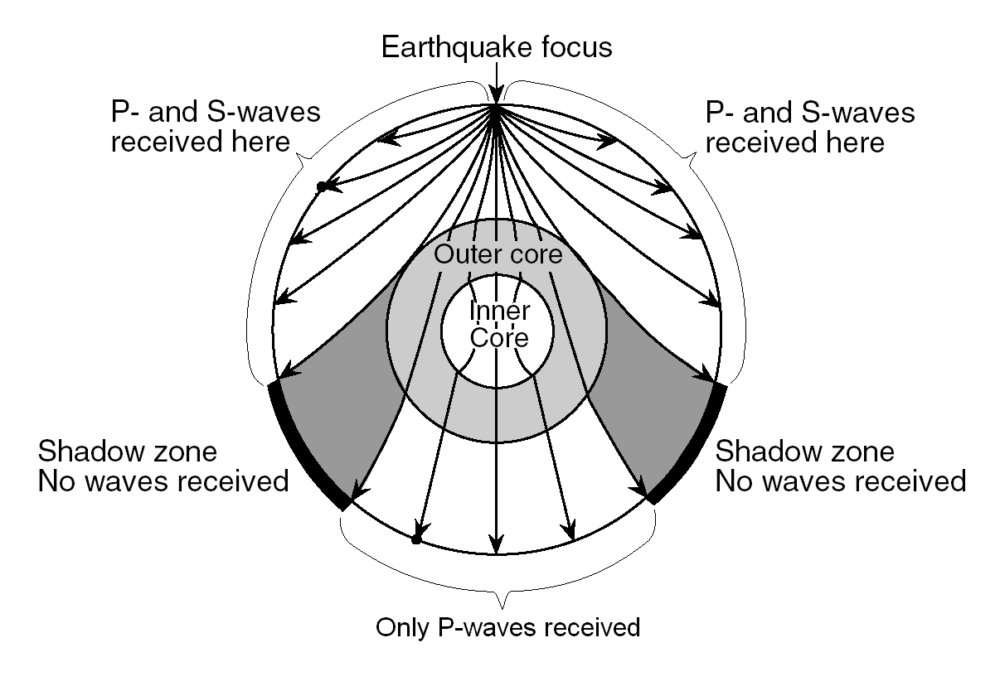 Earthquake focus
P- and S-waves
received here
P- and S-waves
received here
Outer core
Inner
Core
Shadow zone
No waves received
Shadow zone
No waves received
Only P-waves received